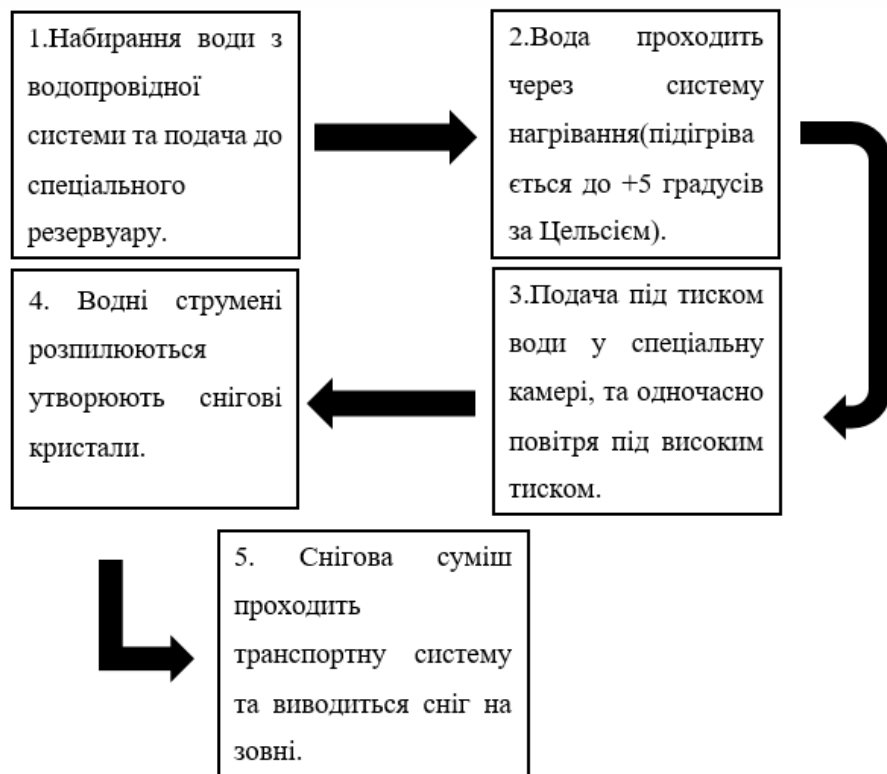 1.Набирання води з
водопровідної
системи та подача до
спеціального
резервуару.
2.Вода проходить
через систему
нагрівання(підігріва
ється до +5 градусів
за Цельсієм).
3.Подача під тиском
води у спеціальну
камері, та одночасно
повітря під високим
тиском.
4. Водні струмені
розпилюються
утворюють снігові
кристали.
5. Снігова суміш
проходить
транспортну систему
та виводиться сніг на
зовні.